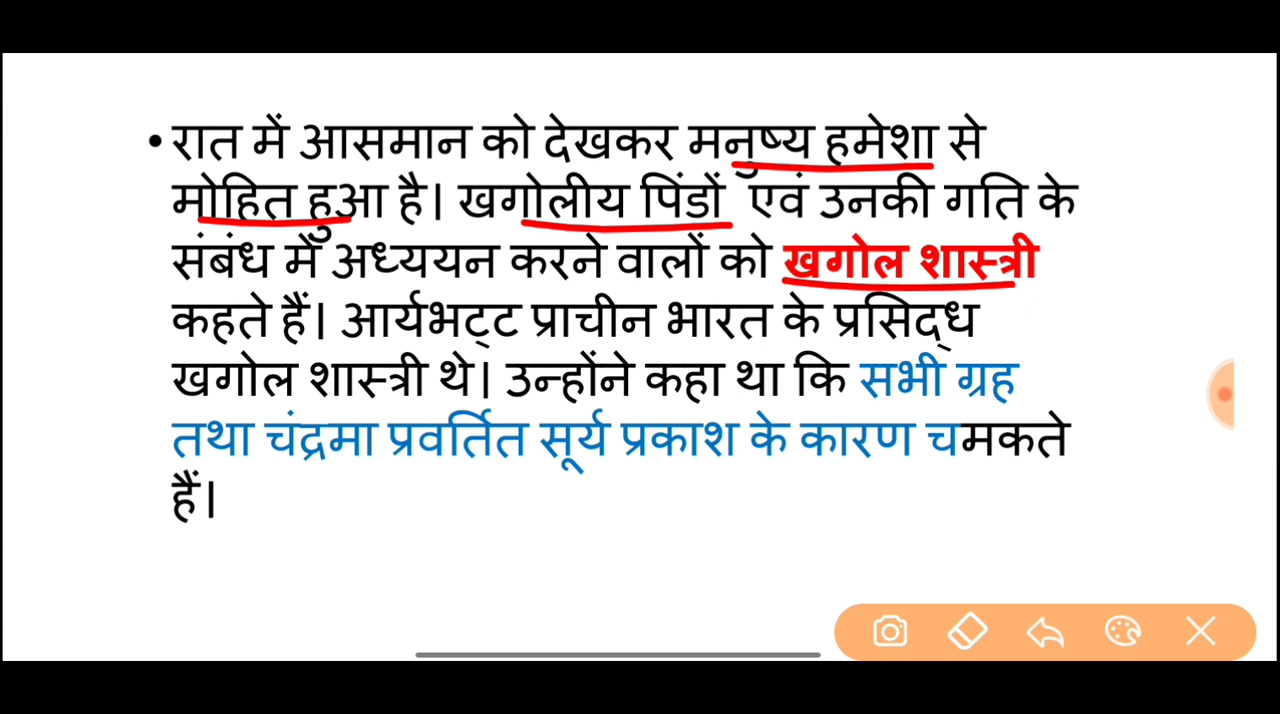 • रात में आसमान को देखकर मनुष्य हमेशा से
मोहित हुआ है। खगोलीय पिंडों एवं उनकी गति के
संबंध में अध्ययन करने वालों को खगोल शास्त्री
कहते हैं। आर्यभट्ट प्राचीन भारत के प्रसिद्ध
खगोल शास्त्री थे। उन्होंने कहा था कि सभी ग्रह
तथा चंद्रमा प्रवर्तित सूर्य प्रकाश के कारण चमकते
हैं।